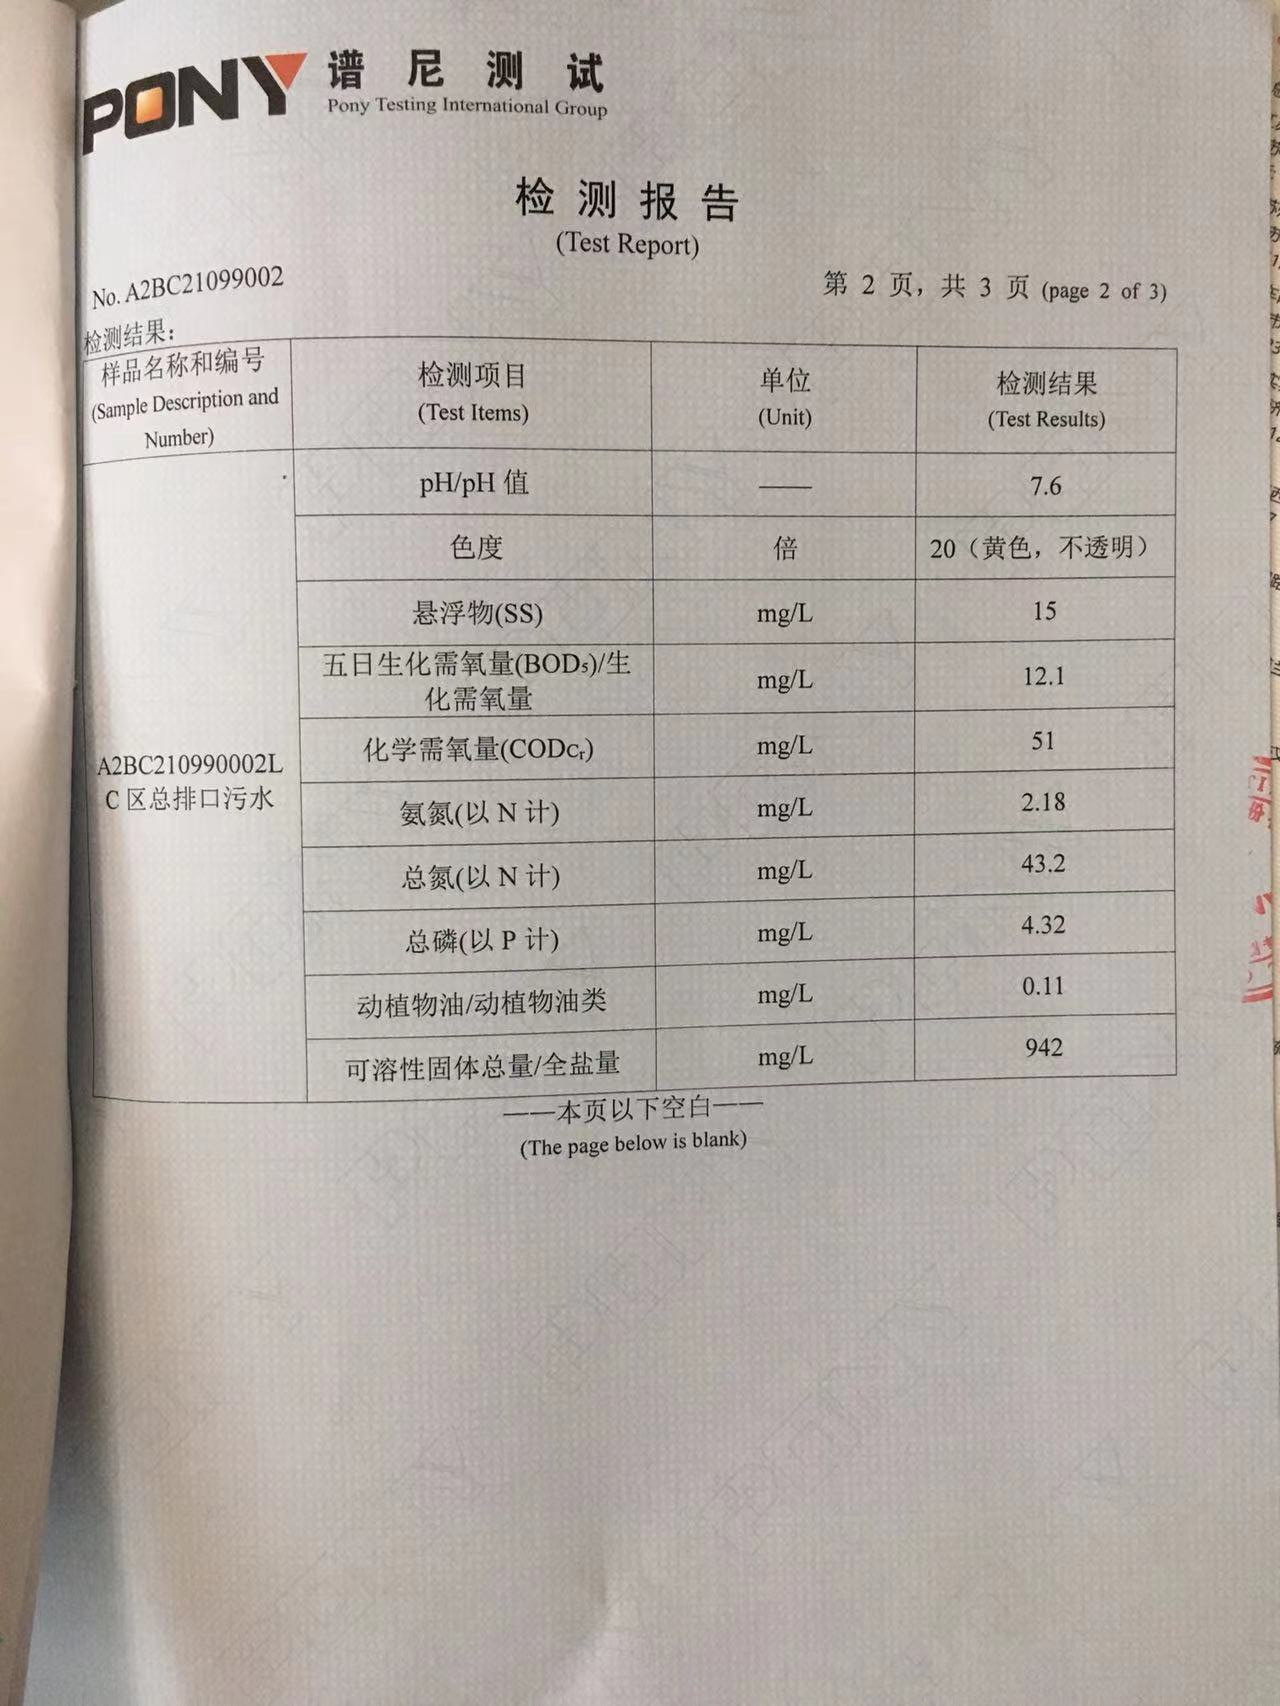 PONY 谱尼测试
Pony Testing International Group
检测报告
(Test Report)
No. A2BC21099002
第 2 页，共 3 页 (page 2 of 3)
检测结果：
样品名称和编号
(Sample Description and
Number)
检测项目
(Test Items)
单位
(Unit)
检测结果
(Test Results)
A2BC210990002L
C 区总排口污水
pH/pH 值 —— 7.6
色度 倍 20（黄色，不透明）
悬浮物(SS) mg/L 15
五日生化需氧量(BOD₅)/生
化需氧量 mg/L 12.1
化学需氧量(CODCr) mg/L 51
氨氮(以 N 计) mg/L 2.18
总氮(以 N 计) mg/L 43.2
总磷(以 P 计) mg/L 4.32
动植物油/动植物油类 mg/L 0.11
可溶性固体总量/全盐量 mg/L 942
——本页以下空白——
(The page below is blank)